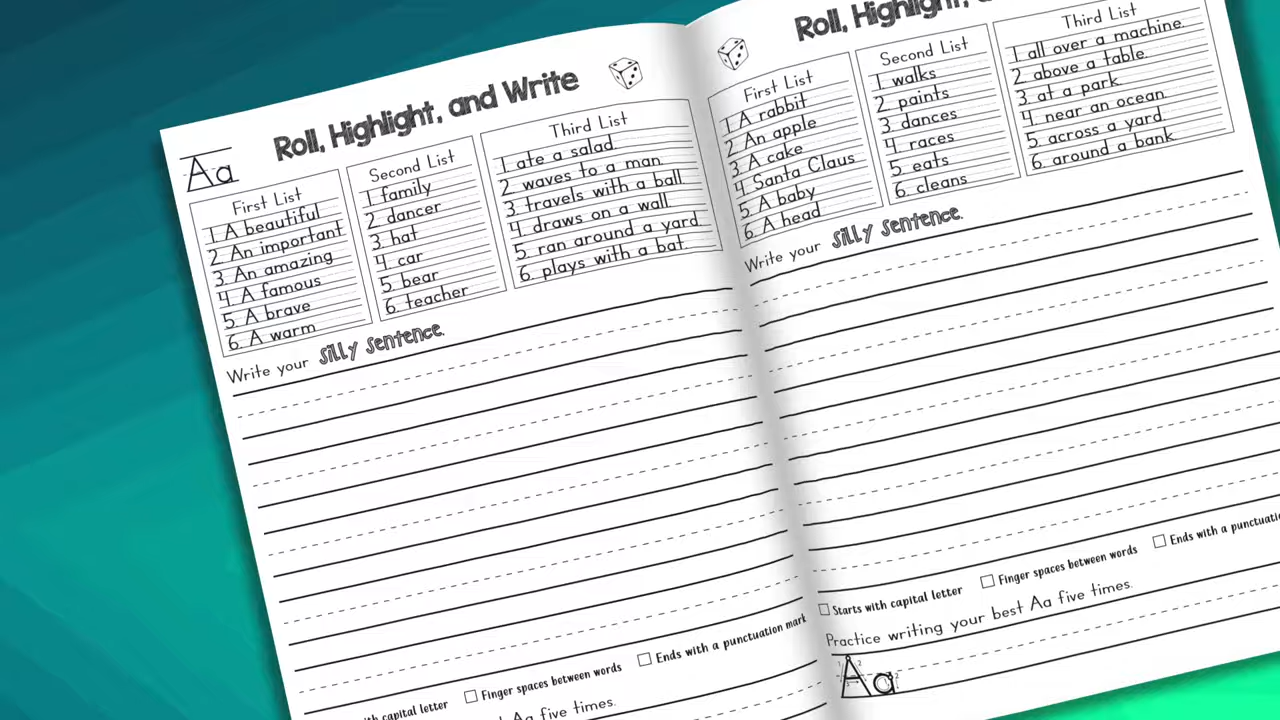 Roll, Highlight, and Write
Aa
First List
1. A beautiful
2. An important
3. An amazing
4. A famous
5. A brave
6. A warm
Second List
1. family
2. dancer
3. hat
4. car
5. bear
6. teacher
Third List
1. ate a salad.
2. waves to a man.
3. travels with a ball.
4. draws on a wall.
5. ran around a yard.
6. plays with a bat.
Write your silly sentence.
with capital letter
Finger spaces between words
Ends with a punctuation mark
Aa five times.
Roll, Highlight,
First List
1. A rabbit
2. An apple
3. A cake
4. Santa Claus
5. A baby
6. A head
Second List
1. walks
2. paints
3. dances
4. races
5. eats
6. cleans
Third List
1. all over a machine.
2. above a table.
3. at a park.
4. near an ocean.
5. across a yard.
6. around a bank.
Write your silly sentence.
Starts with capital letter
Finger spaces between words
Ends with a
Practice writing your best Aa five times.
Aa